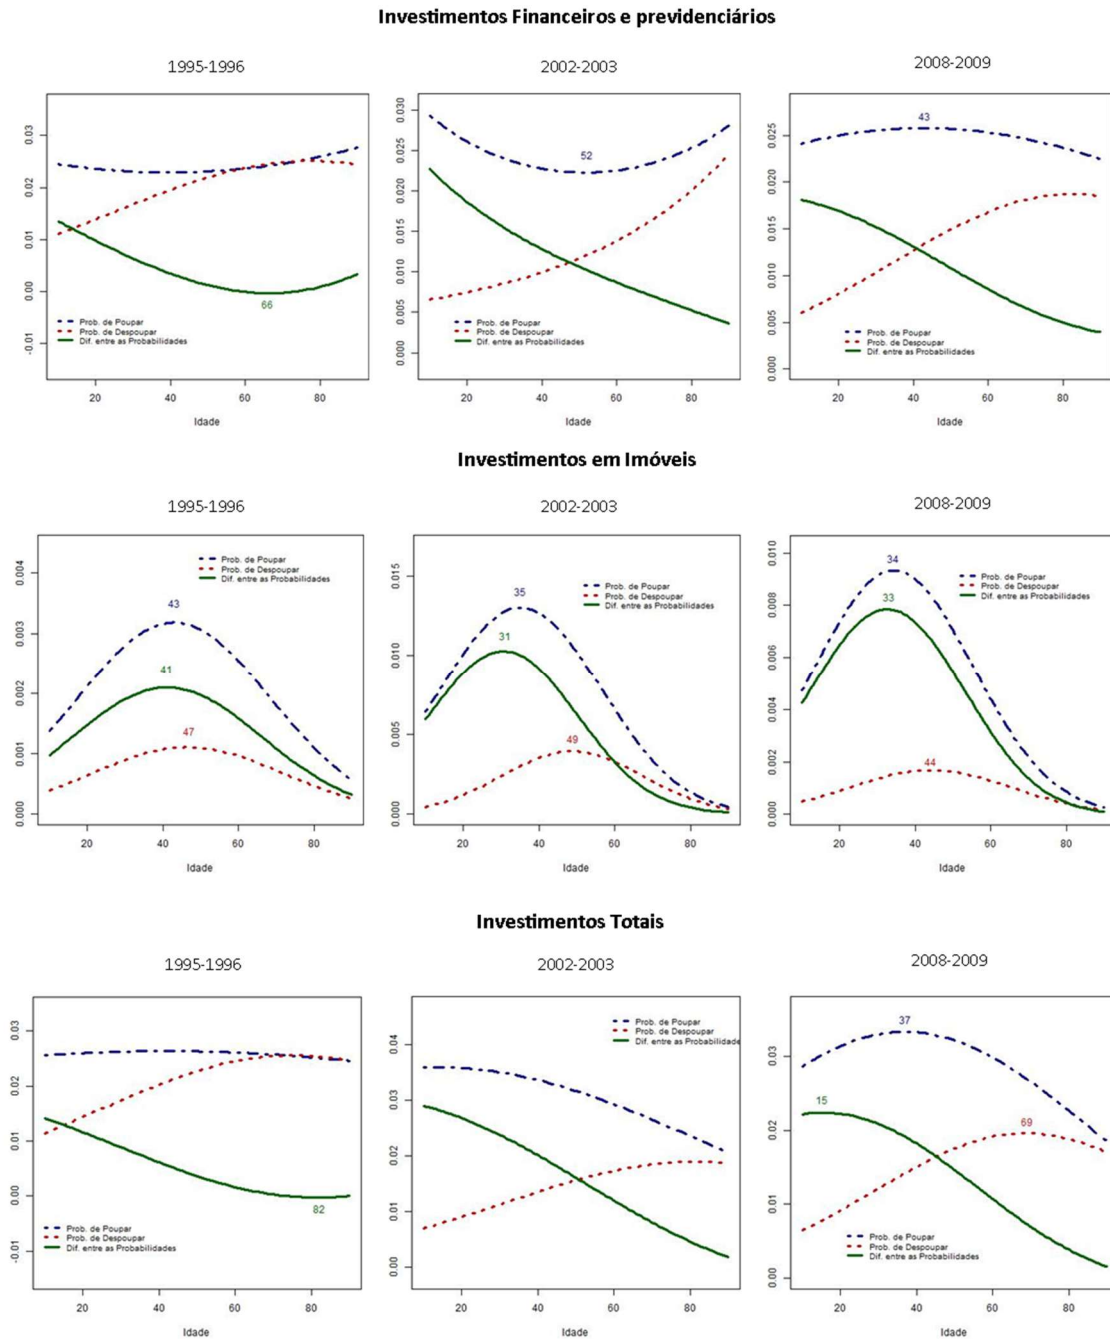 Investimentos Financeiros e previdenciários
1995-1996
2002-2003
2008-2009
0.03
0.02
0.01
0.00
-0.01
66
Prob. de Poupar
Prob. de Despoupar
Dif. entre as Probabilidades
20 40 60 80
Idade
0.030
0.025
0.020
0.015
0.010
0.005
0.000
52
Prob. de Poupar
Prob. de Despoupar
Dif. entre as Probabilidades
20 40 60 80
Idade
0.025
0.020
0.015
0.010
0.005
0.000
43
Prob. de Poupar
Prob. de Despoupar
Dif. entre as Probabilidades
20 40 60 80
Idade
Investimentos em Imóveis
1995-1996
2002-2003
2008-2009
0.004
0.003
0.002
0.001
0.000
Prob. de Poupar
Prob. de Despoupar
Dif. entre as Probabilidades
43
41
47
20 40 60 80
Idade
0.015
0.010
0.005
0.000
Prob. de Poupar
Prob. de Despoupar
Dif. entre as Probabilidades
35
31
49
20 40 60 80
Idade
0.010
0.008
0.006
0.004
0.002
0.000
34
33
44
Prob. de Poupar
Prob. de Despoupar
Dif. entre as Probabilidades
20 40 60 80
Idade
Investimentos Totais
1995-1996
2002-2003
2008-2009
0.03
0.02
0.01
0.00
-0.01
82
Prob. de Poupar
Prob. de Despoupar
Dif. entre as Probabilidades
20 40 60 80
Idade
0.04
0.03
0.02
0.01
0.00
Prob. de Poupar
Prob. de Despoupar
Dif. entre as Probabilidade
20 40 60 80
Idade
0.03
0.02
0.01
0.00
37
15
69
Prob. de Poupar
Prob. de Despoupar
Dif. entre as Probabilidades
20 40 60 80
Idade